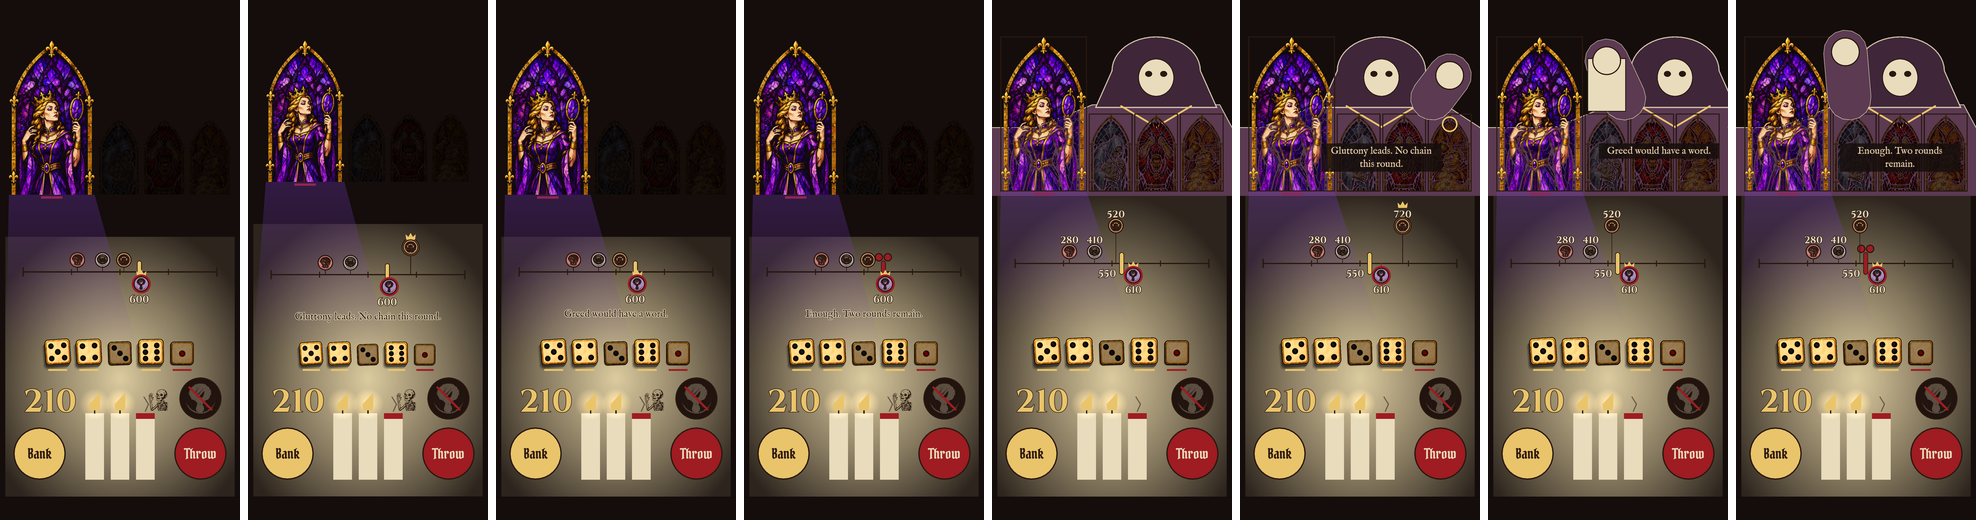 600
210
Bank
Throw
600
Gluttony leads. No chain this round.
210
Bank
Throw
600
Greed would have a word.
210
Bank
Throw
600
Enough. Two rounds remain.
210
Bank
Throw
520
280 410
550
610
210
Bank
Throw
Gluttony leads. No chain
this round.
720
280 410
550
610
210
Bank
Throw
Greed would have a word.
520
280 410
550
610
210
Bank
Throw
Enough. Two rounds
remain.
520
280 410
550
610
210
Bank
Throw